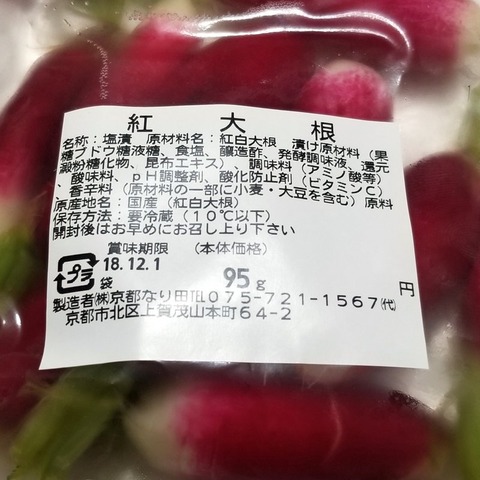 紅大根
名称：塩漬　原材料名：紅白大根　漬け原材料（果
糖ブドウ糖液糖、食塩、醸造酢、発酵調味液、還元
澱粉糖化物、昆布エキス）、調味料（アミノ酸等）
、酸味料、ｐＨ調整剤、酸化防止剤（ビタミンＣ）
香辛料（原材料の一部に小麦・大豆を含む）原料
原産地名：国産（紅白大根）
保存方法：要冷蔵（１０℃以下）
開封後はお早めにお召し上り下さい
賞味期限　（本体価格）
プラ 18.12.1 95g 円
袋
製造者㈱京都なり田℡０７５－７２１－１５６７㈹
京都市北区上賀茂山本町６４－２